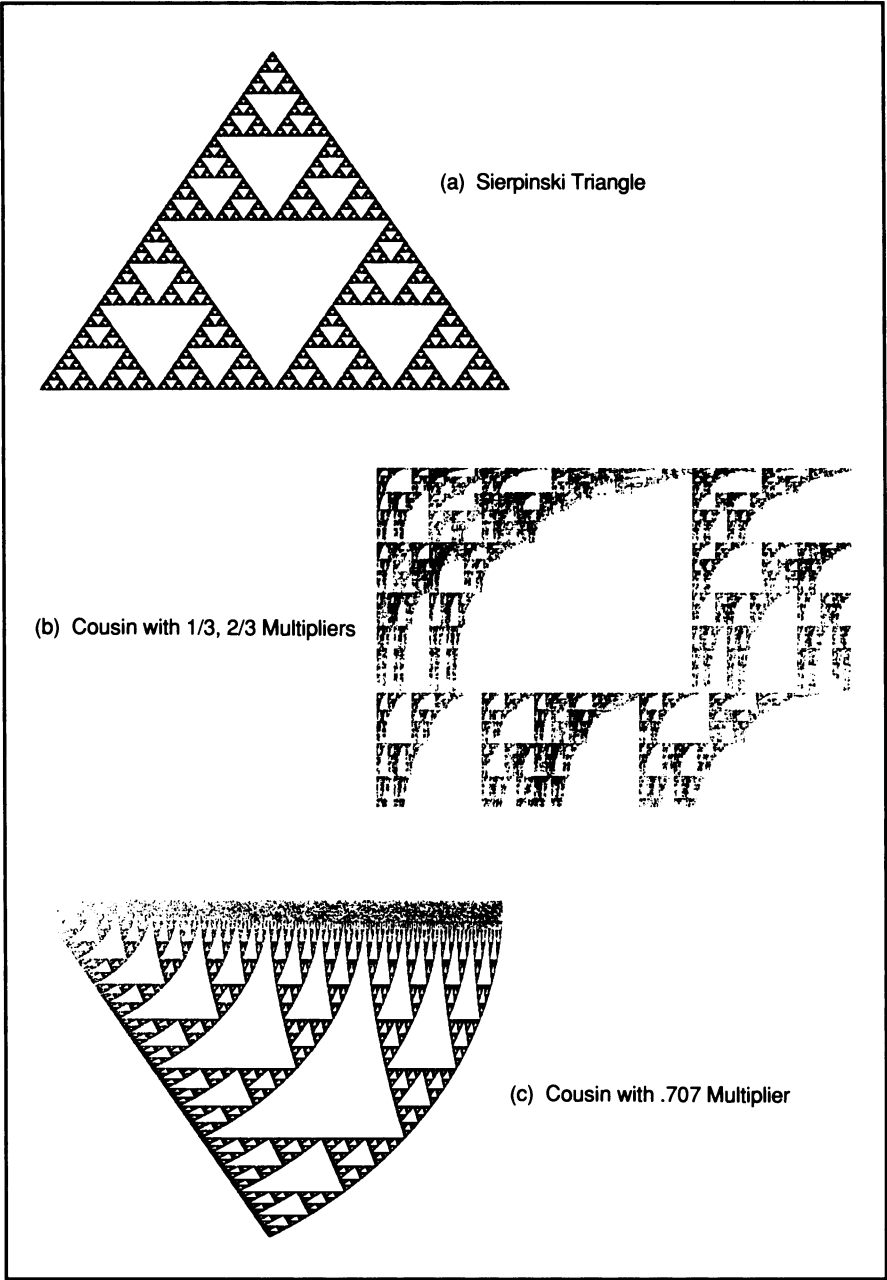 (a) Sierpinski Triangle
(b) Cousin with 1/3, 2/3 Multipliers
(c) Cousin with .707 Multiplier